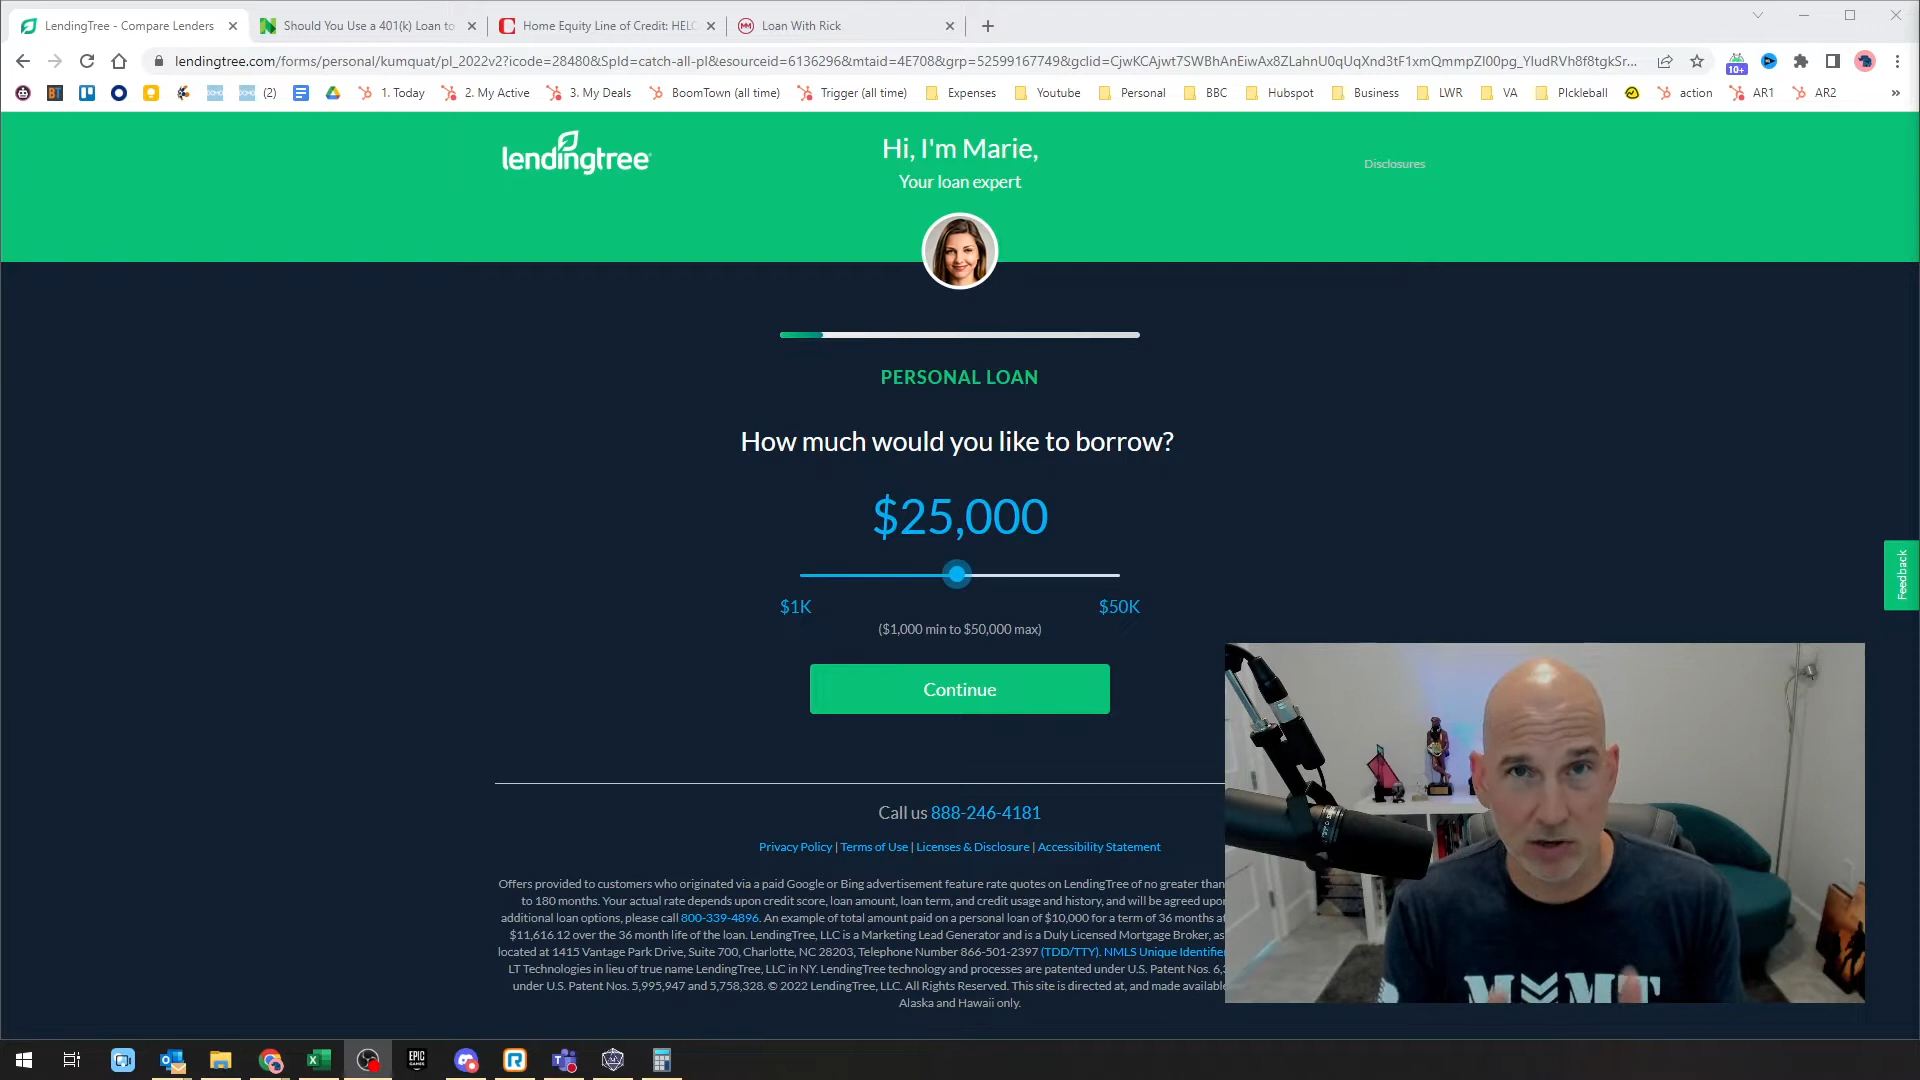 LendingTree - Compare Lenders
Should You Use a 401(k) Loan to
Home Equity Line of Credit: HELO
Loan With Rick
lendingtree.com/forms/personal/kumquat/pl_2022v2?icode=28480&SpId=catch-all-pl&esourceid=6136296&mtaid=4E708&grp=52599167749&gclid=CjwKCAjwt7SWBhAnEiwAx8ZLahnU0qUqXnd3tF1xmQmmpZl00pg_YludRVh8f8tgkSr...
10+
BT
(2)
1. Today
2. My Active
3. My Deals
BoomTown (all time)
Trigger (all time)
Expenses
Youtube
Personal
BBC
Hubspot
Business
LWR
VA
PIckleball
action
AR1
AR2
»
lendingtree
Hi, I'm Marie,
Your loan expert
Disclosures
PERSONAL LOAN
How much would you like to borrow?
$25,000
$1K
$50K
($1,000 min to $50,000 max)
Feedback
Continue
Call us 888-246-4181
Privacy Policy | Terms of Use | Licenses & Disclosure | Accessibility Statement
Offers provided to customers who originated via a paid Google or Bing advertisement feature rate quotes on LendingTree of no greater than
to 180 months. Your actual rate depends upon credit score, loan amount, loan term, and credit usage and history, and will be agreed upon
additional loan options, please call 800-339-4896. An example of total amount paid on a personal loan of $10,000 for a term of 36 months at
$11,616.12 over the 36 month life of the loan. LendingTree, LLC is a Marketing Lead Generator and is a Duly Licensed Mortgage Broker, as
located at 1415 Vantage Park Drive, Suite 700, Charlotte, NC 28203, Telephone Number 866-501-2397 (TDD/TTY). NMLS Unique Identifier
LT Technologies in lieu of true name LendingTree, LLC in NY. LendingTree technology and processes are patented under U.S. Patent Nos. 6,
under U.S. Patent Nos. 5,995,947 and 5,758,328. © 2022 LendingTree, LLC. All Rights Reserved. This site is directed at, and made available
Alaska and Hawaii only.
EPIC
GAMES